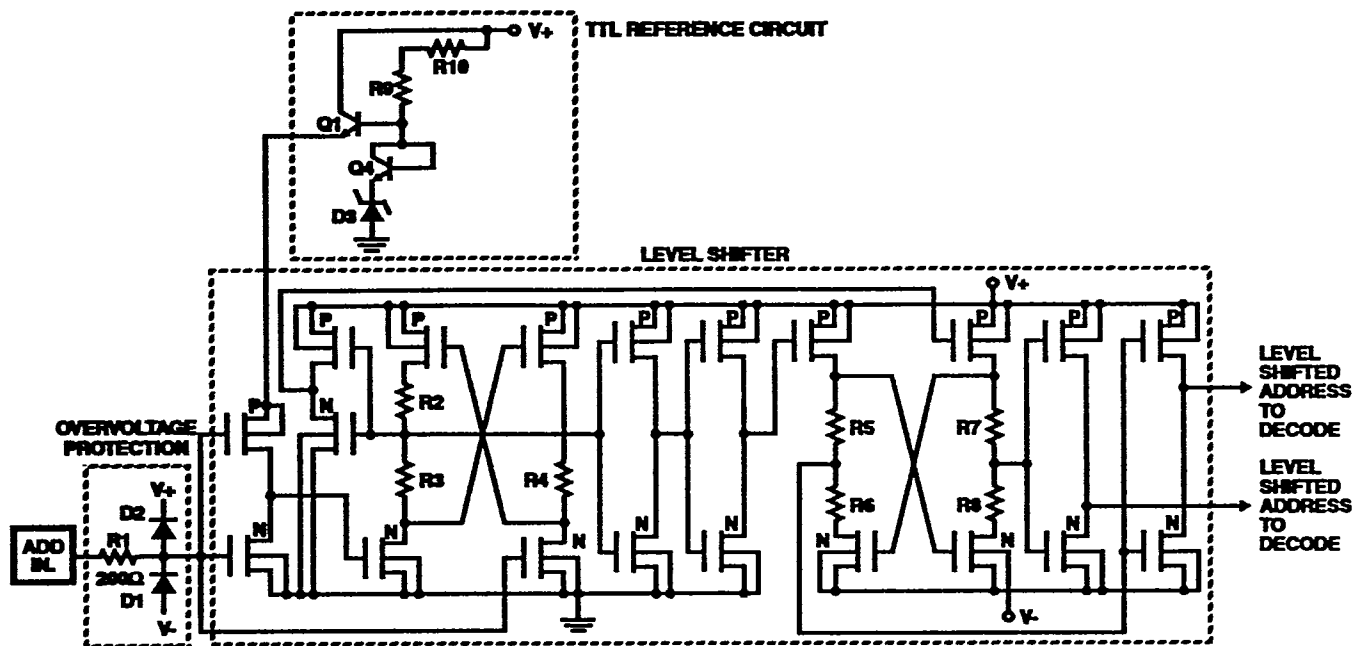 V+
TTL REFERENCE CIRCUIT
R10
R9
Q1
Q4
D3
LEVEL SHIFTER
V+
P
P
P
P
P
P
P
P
P
LEVEL
SHIFTED
ADDRESS
TO
DECODE
R2
P
N
OVERVOLTAGE
PROTECTION
R5
R7
R3
R4
LEVEL
SHIFTED
ADDRESS
TO
DECODE
V+
D2
R6
R8
N
N
N
N
N
N
N
N
N
N
ADD
IN.
R1
200Ω
D1
V-
V-